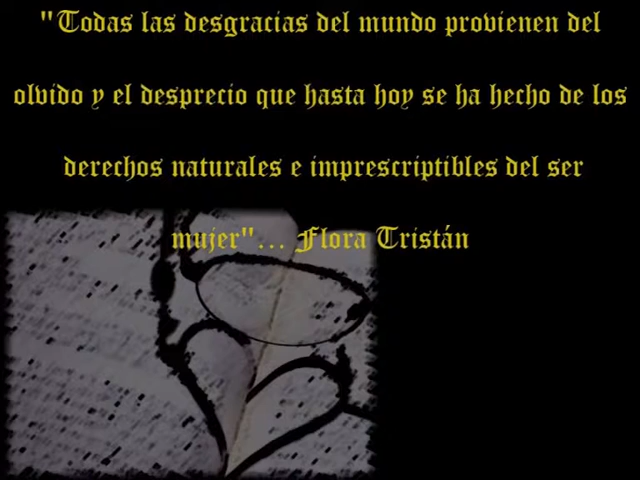 "Todas las desgracias del mundo provienen del
olvido y el desprecio que hasta hoy se ha hecho de los
derechos naturales e imprescriptibles del ser
mujer"... Flora Tristán